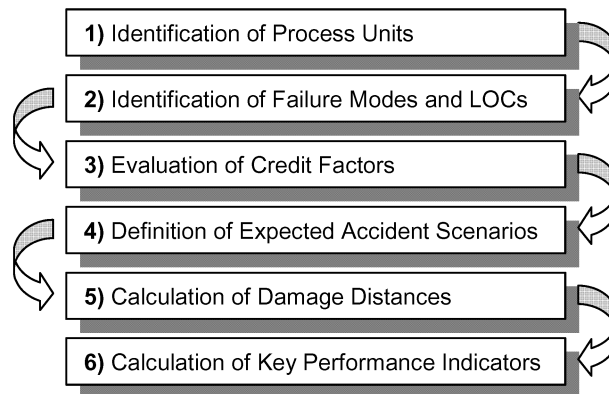 1) Identification of Process Units
2) Identification of Failure Modes and LOCs
3) Evaluation of Credit Factors
4) Definition of Expected Accident Scenarios
5) Calculation of Damage Distances
6) Calculation of Key Performance Indicators